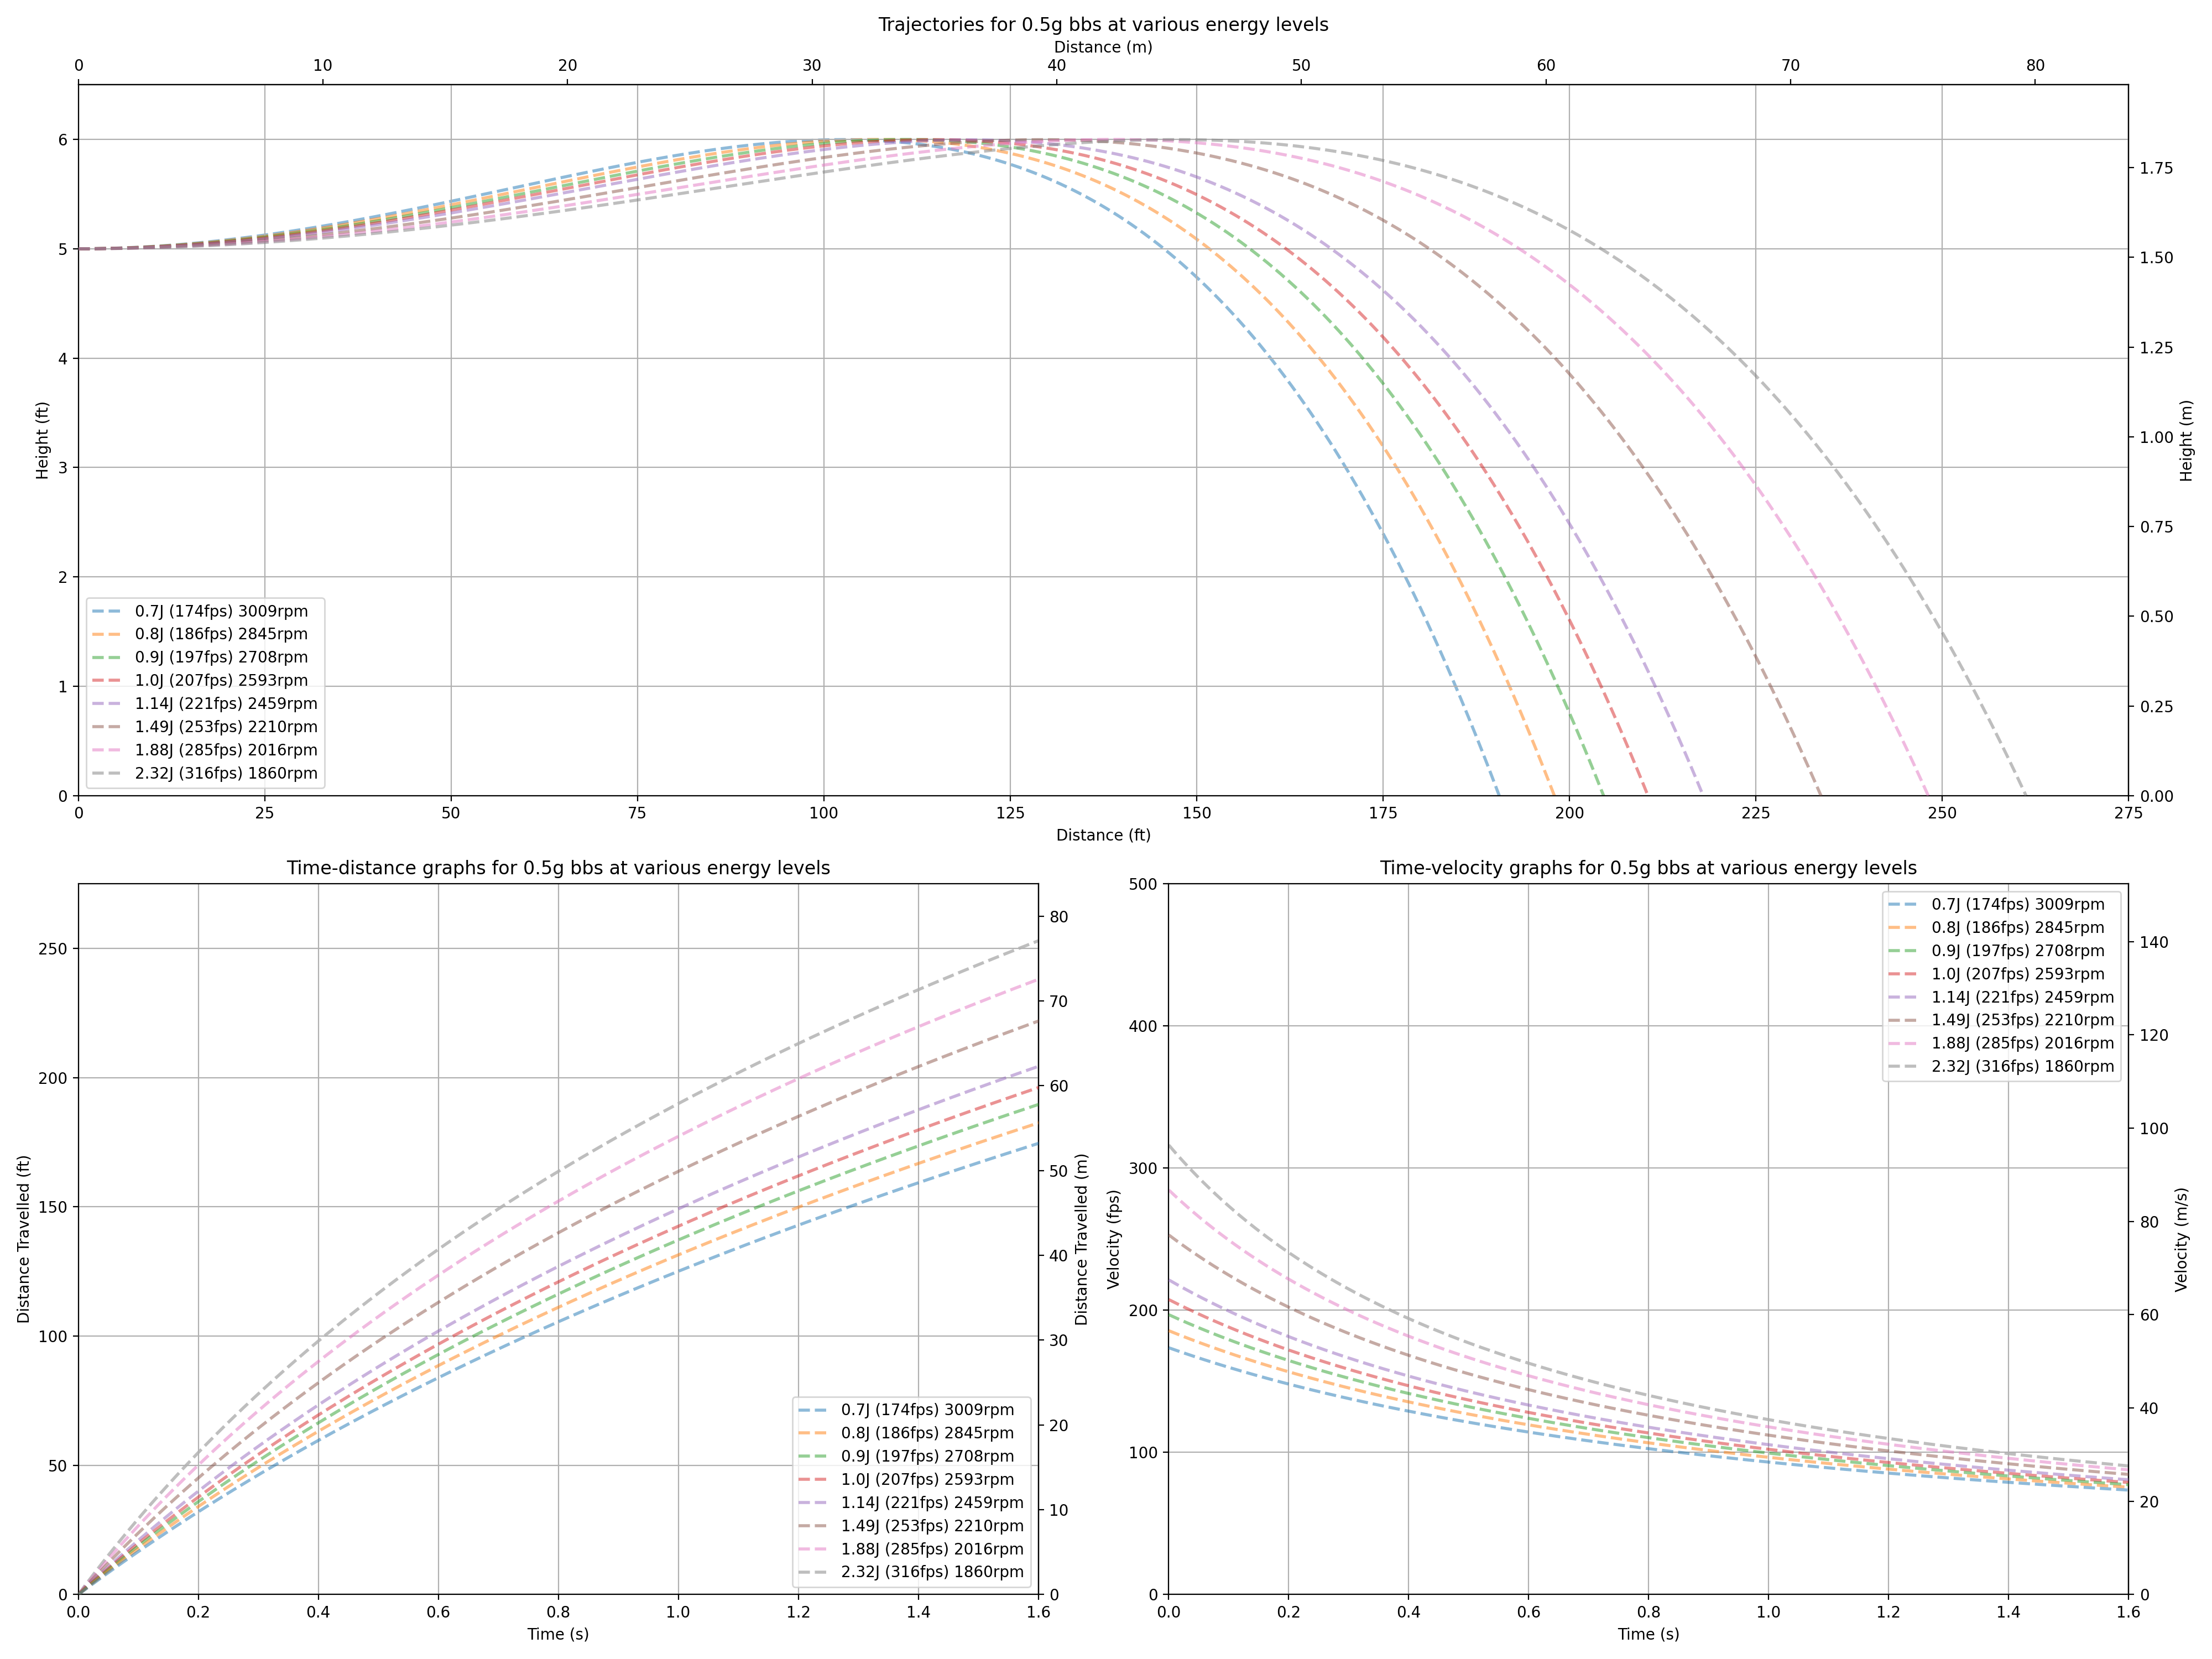 Trajectories for 0.5g bbs at various energy levels
Distance (m)
0 10 20 30 40 50 60 70 80
6
5
4
3
2
1
0
Height (ft)
1.75
1.50
1.25
1.00
0.75
0.50
0.25
0.00
Height (m)
0.7J (174fps) 3009rpm
0.8J (186fps) 2845rpm
0.9J (197fps) 2708rpm
1.0J (207fps) 2593rpm
1.14J (221fps) 2459rpm
1.49J (253fps) 2210rpm
1.88J (285fps) 2016rpm
2.32J (316fps) 1860rpm
0 25 50 75 100 125 150 175 200 225 250 275
Distance (ft)
Time-distance graphs for 0.5g bbs at various energy levels
250
200
150
100
50
0
Distance Travelled (ft)
80
70
60
50
40
30
20
10
0
Distance Travelled (m)
0.7J (174fps) 3009rpm
0.8J (186fps) 2845rpm
0.9J (197fps) 2708rpm
1.0J (207fps) 2593rpm
1.14J (221fps) 2459rpm
1.49J (253fps) 2210rpm
1.88J (285fps) 2016rpm
2.32J (316fps) 1860rpm
0.0 0.2 0.4 0.6 0.8 1.0 1.2 1.4 1.6
Time (s)
Time-velocity graphs for 0.5g bbs at various energy levels
500
400
300
200
100
0
Velocity (fps)
140
120
100
80
60
40
20
0
Velocity (m/s)
0.7J (174fps) 3009rpm
0.8J (186fps) 2845rpm
0.9J (197fps) 2708rpm
1.0J (207fps) 2593rpm
1.14J (221fps) 2459rpm
1.49J (253fps) 2210rpm
1.88J (285fps) 2016rpm
2.32J (316fps) 1860rpm
0.0 0.2 0.4 0.6 0.8 1.0 1.2 1.4 1.6
Time (s)